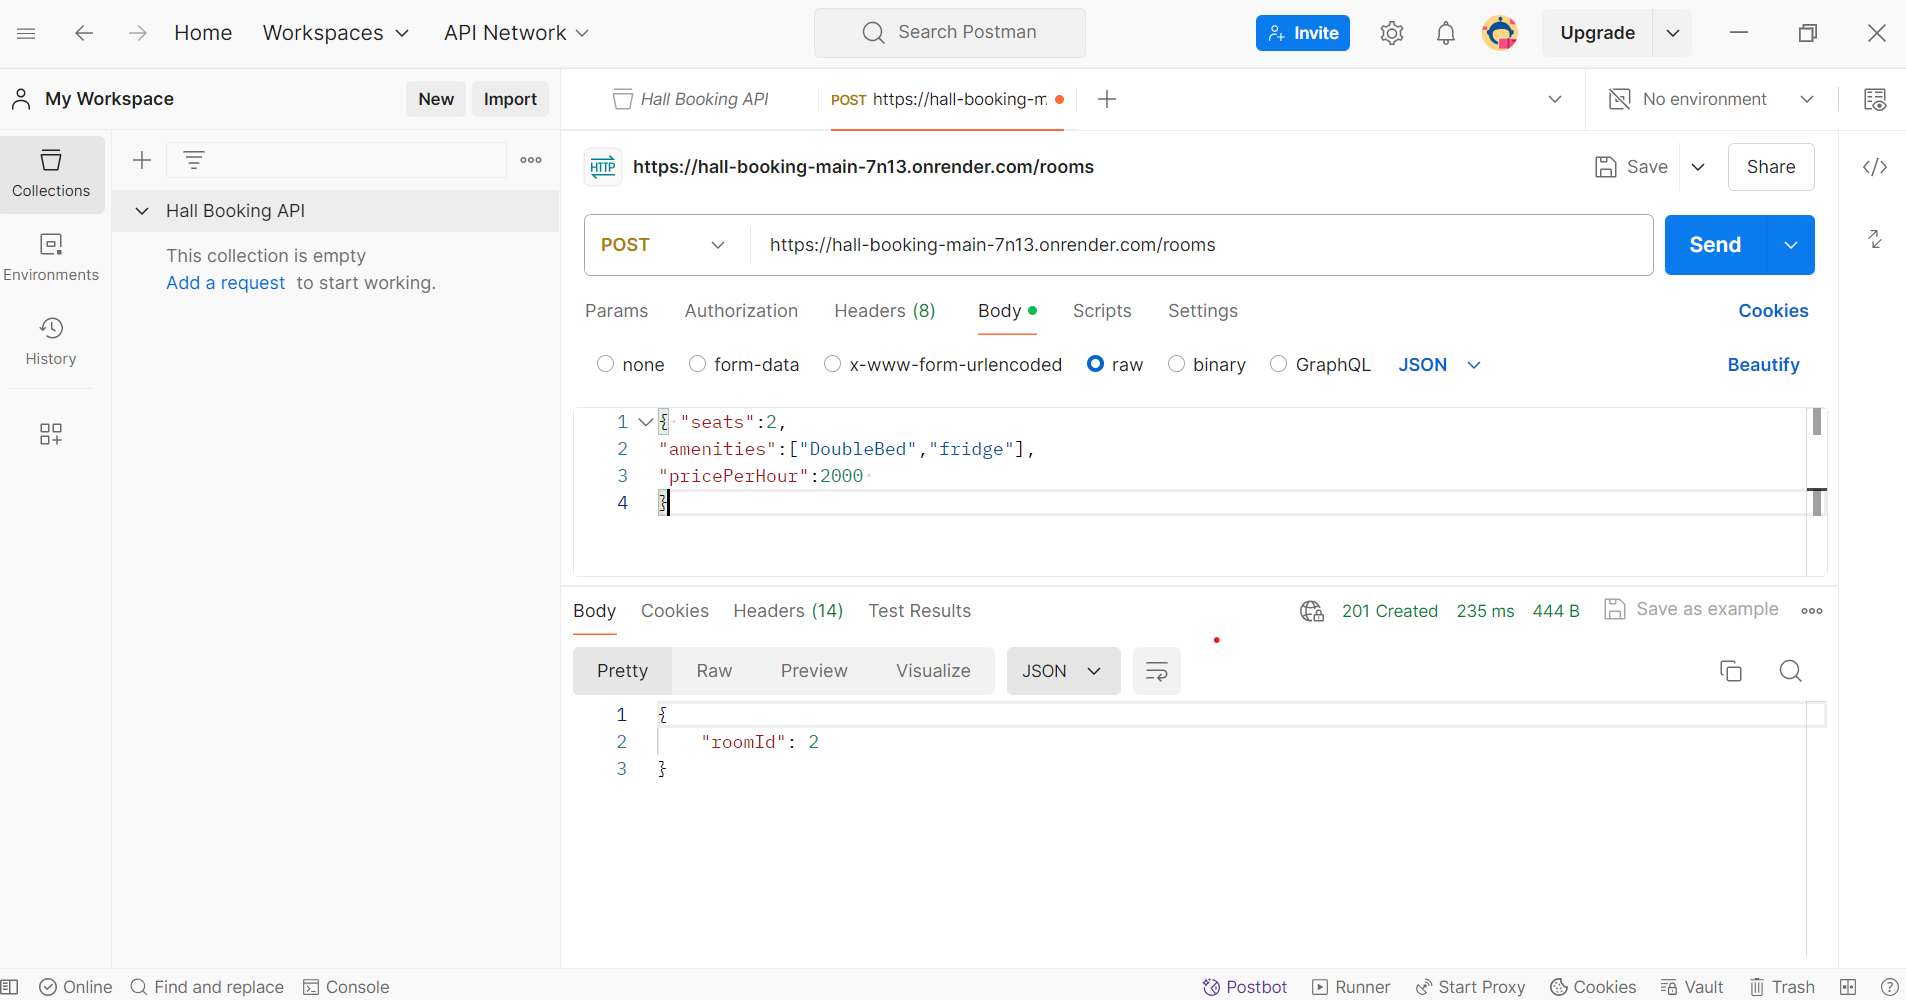 Home Workspaces API Network Search Postman Invite Upgrade
My Workspace New Import Hall Booking API POST https://hall-booking-m No environment
Collections
Environments
History
Hall Booking API
This collection is empty
Add a request to start working.
HTTP https://hall-booking-main-7n13.onrender.com/rooms Save Share
POST https://hall-booking-main-7n13.onrender.com/rooms Send
Params Authorization Headers (8) Body Scripts Settings Cookies
none form-data x-www-form-urlencoded raw binary GraphQL JSON Beautify
1 { "seats":2,
2 "amenities":["DoubleBed","fridge"],
3 "pricePerHour":2000
4 }
Body Cookies Headers (14) Test Results 201 Created 235 ms 444 B Save as example
Pretty Raw Preview Visualize JSON
1 {
2 "roomId": 2
3 }
Online Find and replace Console Postbot Runner Start Proxy Cookies Vault Trash